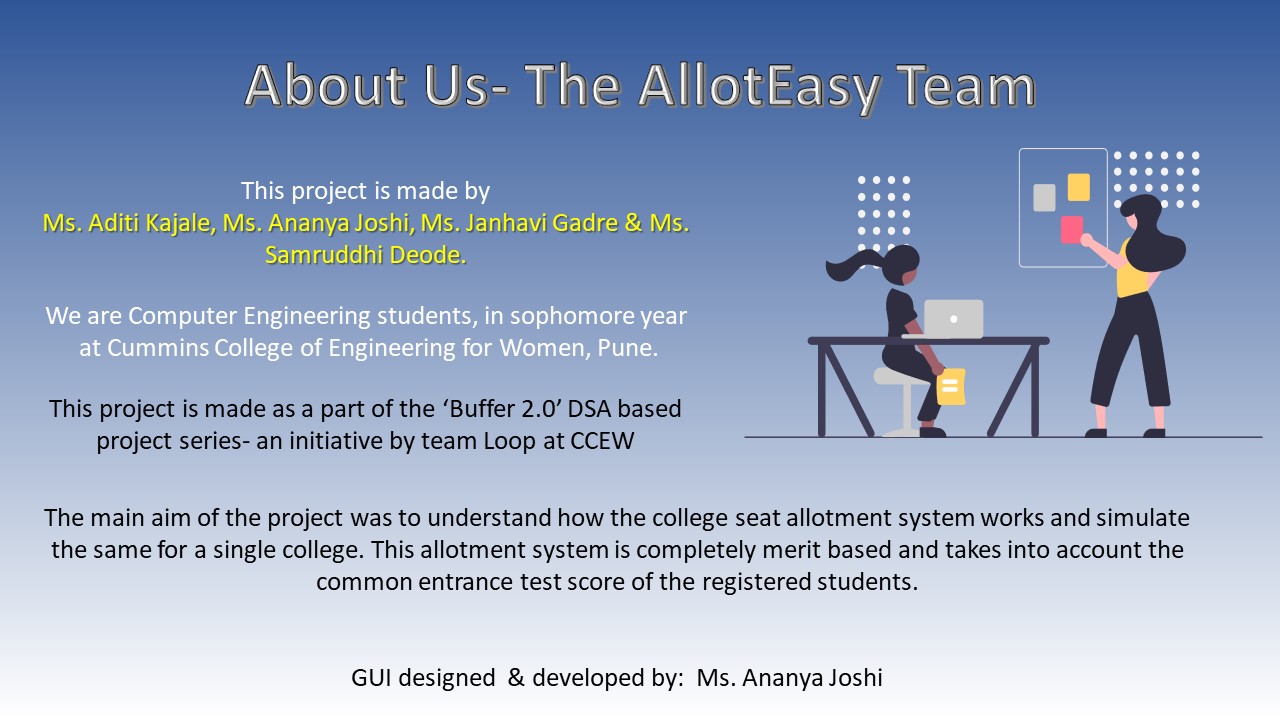 About Us- The AllotEasy Team
This project is made by
Ms. Aditi Kajale, Ms. Ananya Joshi, Ms. Janhavi Gadre & Ms.
Samruddhi Deode.
We are Computer Engineering students, in sophomore year
at Cummins College of Engineering for Women, Pune.
This project is made as a part of the ‘Buffer 2.0’ DSA based
project series- an initiative by team Loop at CCEW
The main aim of the project was to understand how the college seat allotment system works and simulate
the same for a single college. This allotment system is completely merit based and takes into account the
common entrance test score of the registered students.
GUI designed & developed by: Ms. Ananya Joshi